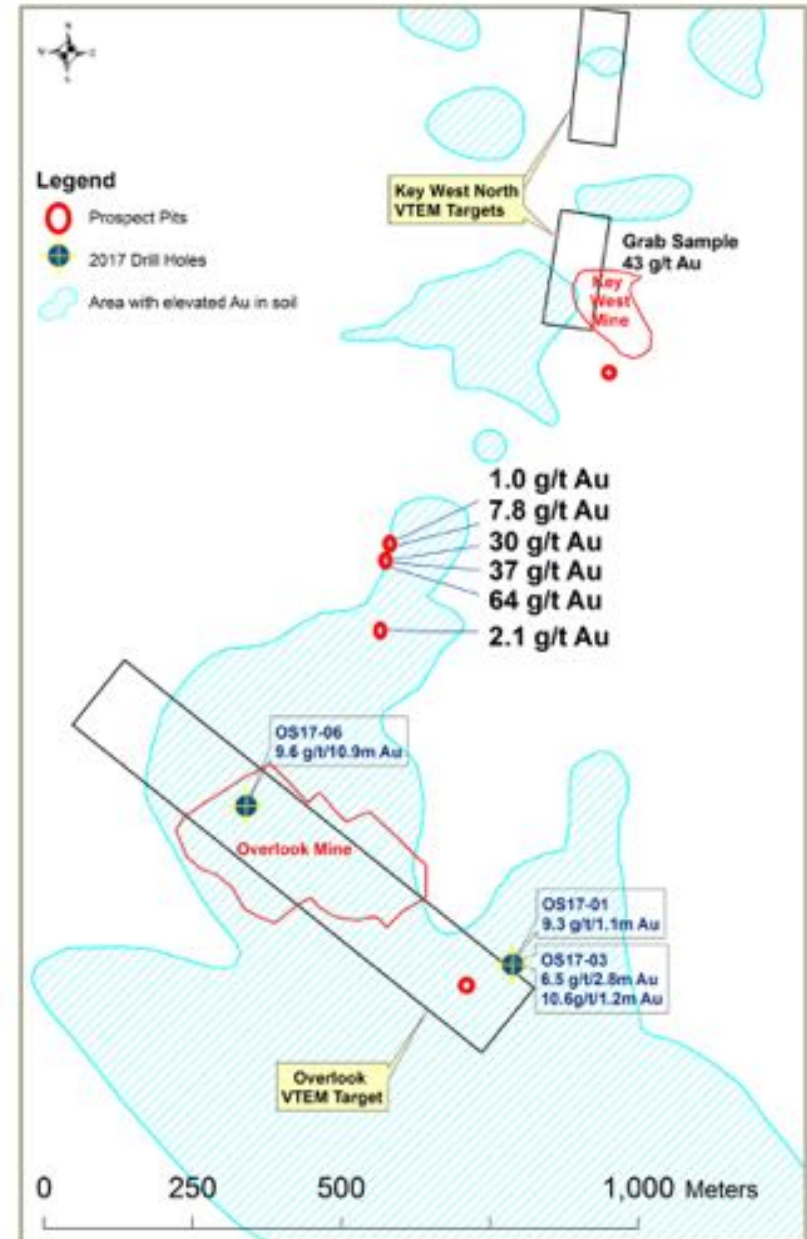 N
S
Legend
Prospect Pits
2017 Drill Holes
Area with elevated Au in soil
Key West North
VTEM Targets
Grab Sample
43 g/t Au
Key
West
Mine
1.0 g/t Au
7.8 g/t Au
30 g/t Au
37 g/t Au
64 g/t Au
2.1 g/t Au
OS17-06
9.6 g/t/10.9m Au
Overlook Mine
OS17-01
9.3 g/t/1.1m Au
OS17-03
6.5 g/t/2.8m Au
10.6g/t/1.2m Au
Overlook
VTEM Target
0 250 500 1,000 Meters